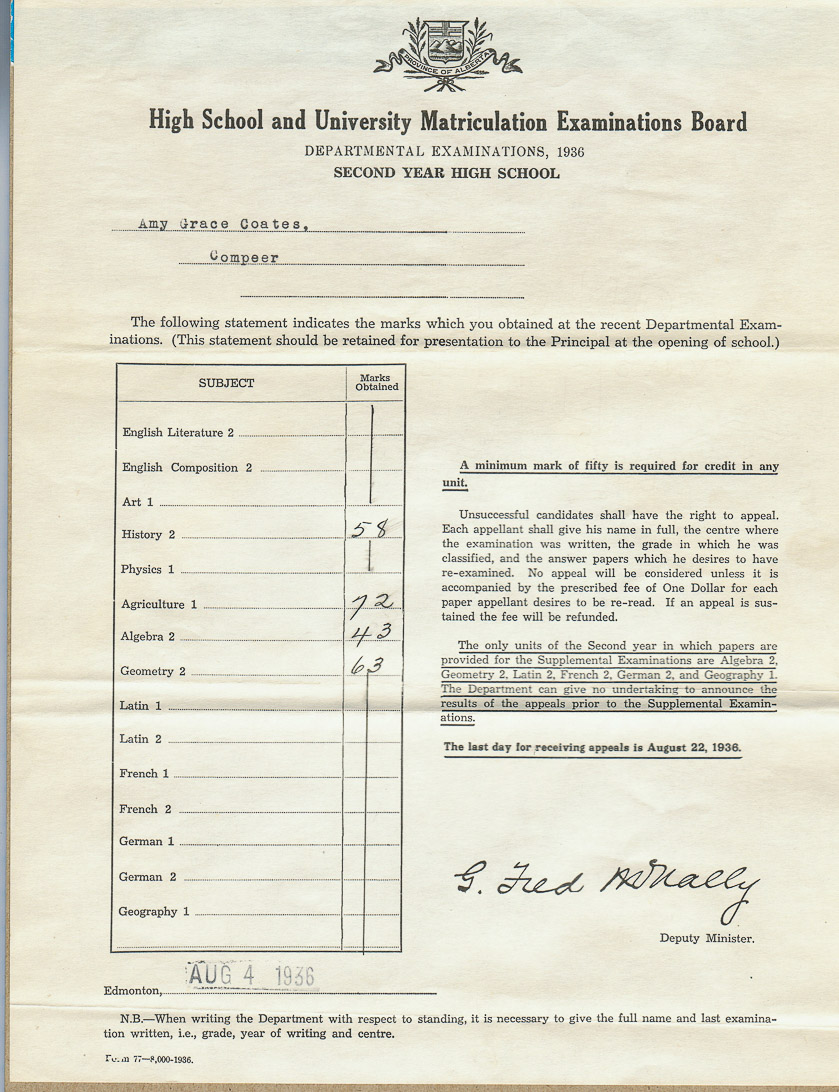 PROVINCE OF ALBERTA
High School and University Matriculation Examinations Board
DEPARTMENTAL EXAMINATIONS, 1936
SECOND YEAR HIGH SCHOOL
Amy Grace Coates,
Compeer
The following statement indicates the marks which you obtained at the recent Departmental Exam-
inations. (This statement should be retained for presentation to the Principal at the opening of school.)
SUBJECT Marks Obtained
English Literature 2
English Composition 2
Art 1
History 2 58
Physics 1
Agriculture 1 72
Algebra 2 43
Geometry 2 63
Latin 1
Latin 2
French 1
French 2
German 1
German 2
Geography 1
A minimum mark of fifty is required for credit in any
unit.
Unsuccessful candidates shall have the right to appeal.
Each appellant shall give his name in full, the centre where
the examination was written, the grade in which he was
classified, and the answer papers which he desires to have
re-examined. No appeal will be considered unless it is
accompanied by the prescribed fee of One Dollar for each
paper appellant desires to be re-read. If an appeal is sus-
tained the fee will be refunded.
The only units of the Second year in which papers are
provided for the Supplemental Examinations are Algebra 2,
Geometry 2, Latin 2, French 2, German 2, and Geography 1.
The Department can give no undertaking to announce the
results of the appeals prior to the Supplemental Examin-
ations.
The last day for receiving appeals is August 22, 1936.
G. Fred McNally
Deputy Minister.
Edmonton, AUG 4 1936
N.B.—When writing the Department with respect to standing, it is necessary to give the full name and last examina-
tion written, i.e., grade, year of writing and centre.
Form 77—8,000-1936.